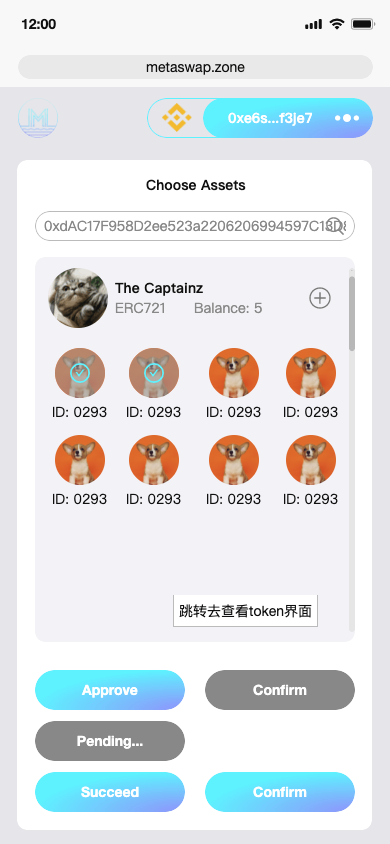 12:00
metaswap.zone
0xe6s...f3je7
Choose Assets
0xdAC17F958D2ee523a2206206994597C13D8
The Captainz
ERC721 Balance: 5
ID: 0293 ID: 0293 ID: 0293 ID: 0293
ID: 0293 ID: 0293 ID: 0293 ID: 0293
跳转去查看token界面
Approve Confirm
Pending...
Succeed Confirm